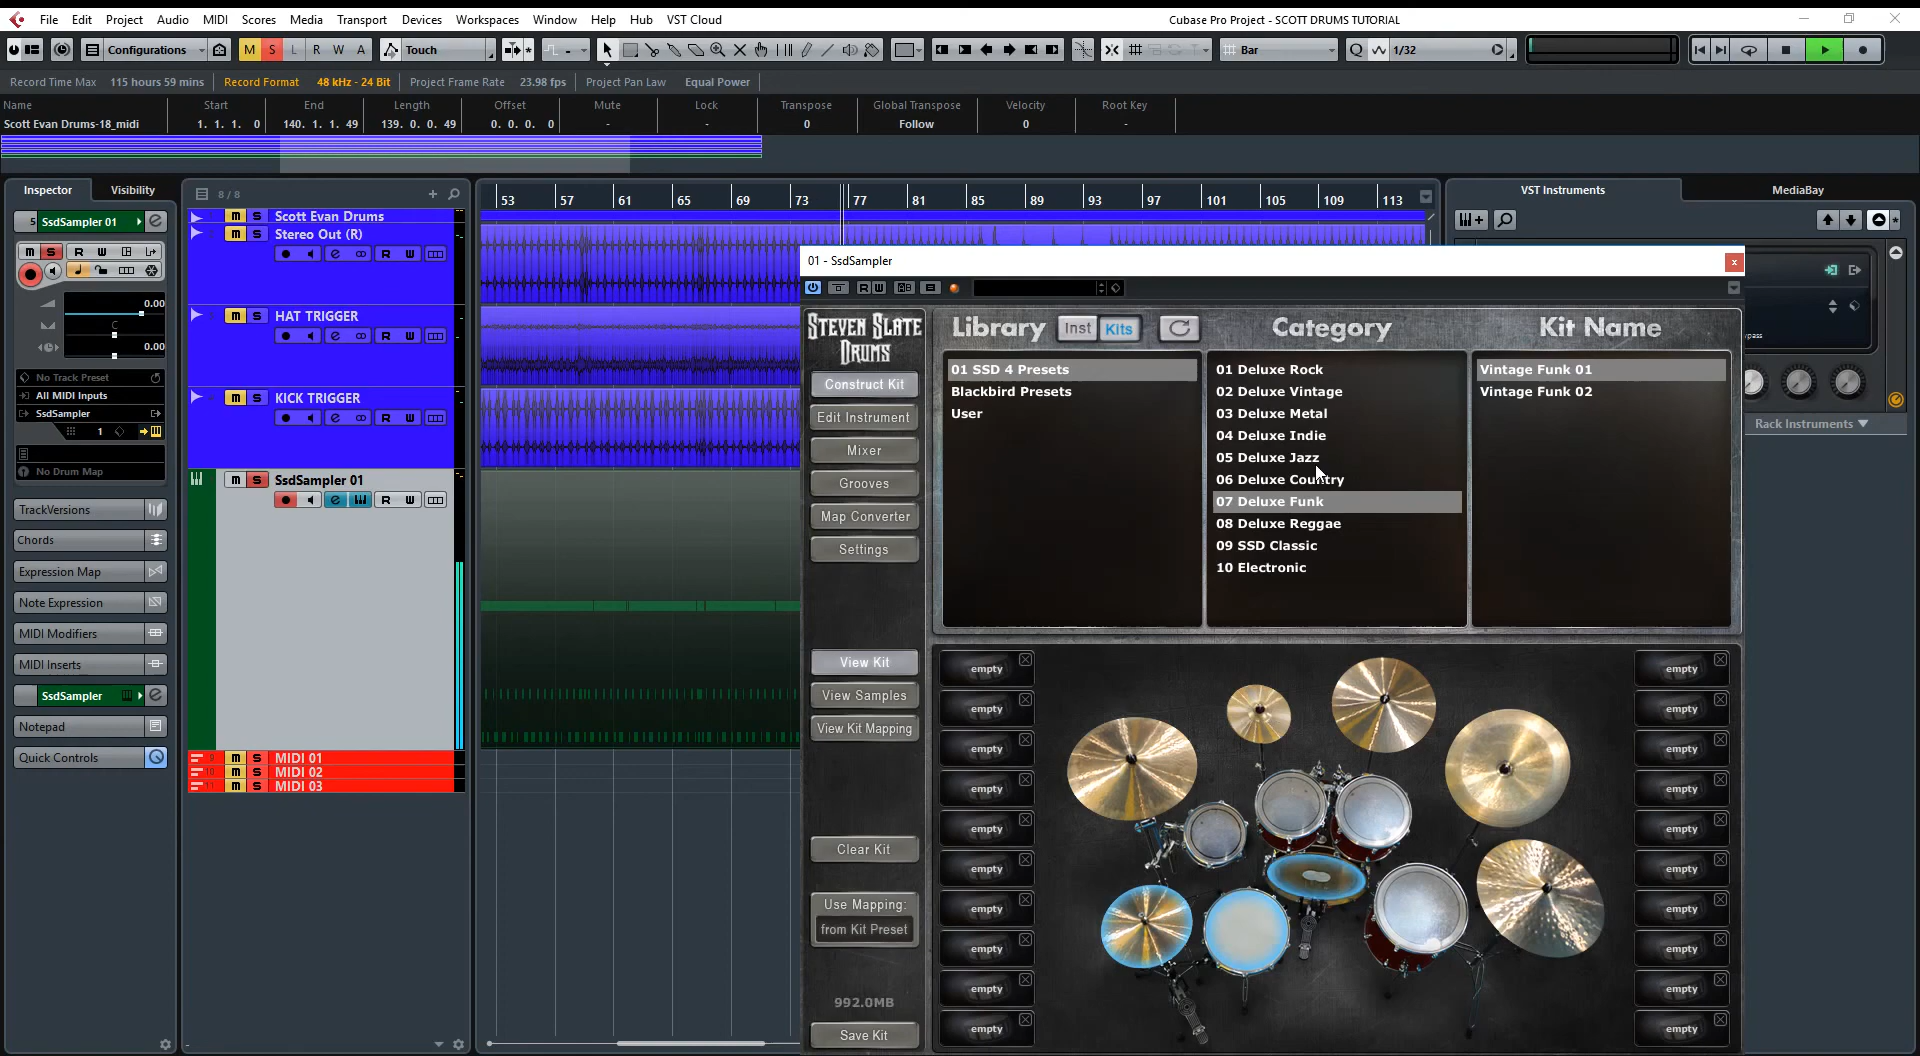 File Edit Project Audio MIDI Scores Media Transport Devices Workspaces Window Help Hub VST Cloud
Cubase Pro Project - SCOTT DRUMS TUTORIAL
Configurations M S L R W A Touch
Bar
Q 1/32
Record Time Max 115 hours 59 mins Record Format 48 kHz - 24 Bit Project Frame Rate 23.98 fps Project Pan Law Equal Power
Name Start End Length Offset Mute Lock Transpose Global Transpose Velocity Root Key
Scott Evan Drums-18_midi 1. 1. 1. 0 140. 1. 1. 49 139. 0. 0. 49 0. 0. 0. 0 - - 0 Follow 0 -
Inspector Visibility
8 / 8
53 57 61 65 69 73 77 81 85 89 93 97 101 105 109 113
VST Instruments MediaBay
5 SsdSampler 01
m S R W
0.00
C
0.00
No Track Preset
All MIDI Inputs
SsdSampler
1
No Drum Map
TrackVersions
Chords
Expression Map
Note Expression
MIDI Modifiers
MIDI Inserts
SsdSampler
Notepad
Quick Controls
m S Scott Evan Drums
m S Stereo Out (R)
R W
m S HAT TRIGGER
R W
m S KICK TRIGGER
R W
m S SsdSampler 01
R W
m S MIDI 01
m S MIDI 02
m S MIDI 03
01 - SsdSampler
x
R W
STEVEN SLATE
DRUMS
Construct Kit
Edit Instrument
Mixer
Grooves
Map Converter
Settings
View Kit
View Samples
View Kit Mapping
Clear Kit
Use Mapping:
from Kit Preset
992.0MB
Save Kit
Library Inst Kits
01 SSD 4 Presets
Blackbird Presets
User
Category
01 Deluxe Rock
02 Deluxe Vintage
03 Deluxe Metal
04 Deluxe Indie
05 Deluxe Jazz
06 Deluxe Country
07 Deluxe Funk
08 Deluxe Reggae
09 SSD Classic
10 Electronic
Kit Name
Vintage Funk 01
Vintage Funk 02
empty empty
empty empty
empty empty
empty empty
empty empty
empty empty
empty empty
empty empty
empty empty
empty empty
Rack Instruments